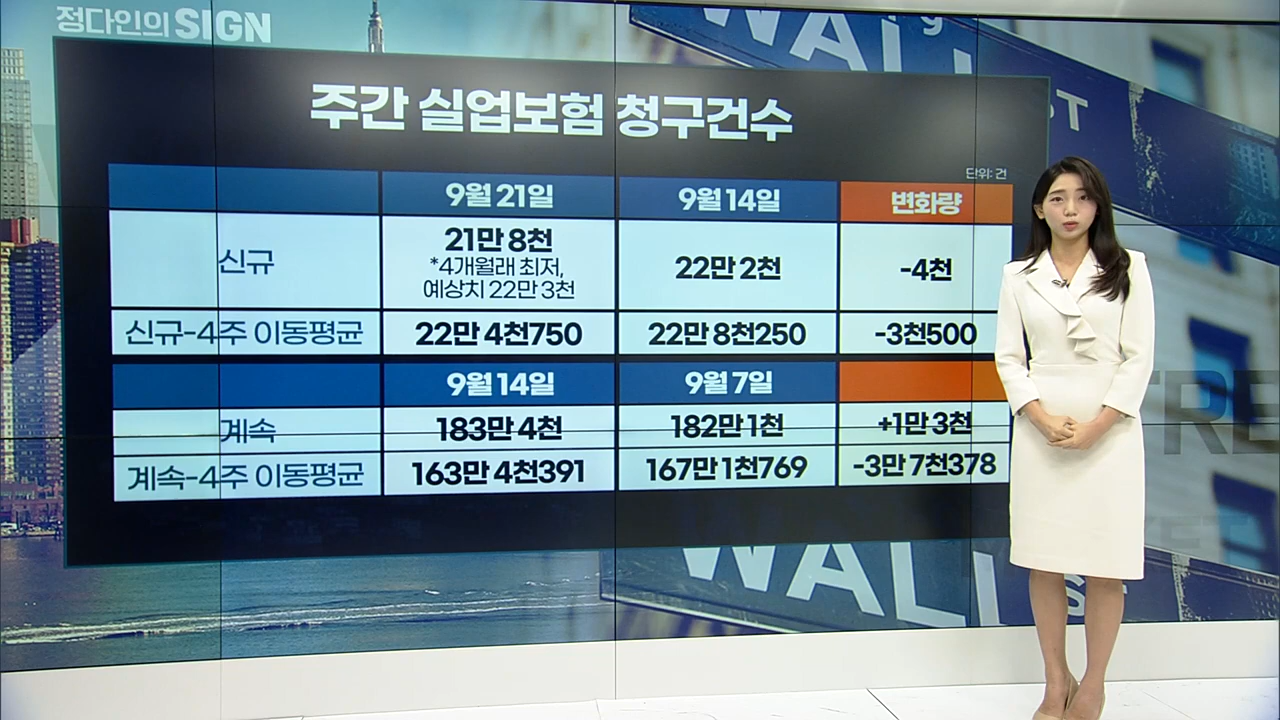 정다인의 SIGN
WALL
ST
주간 실업보험 청구건수
단위: 건
9월 21일 9월 14일 변화량
신규 21만 8천 22만 2천 -4천
*4개월래 최저,
예상치 22만 3천
신규-4주 이동평균 22만 4천750 22만 8천250 -3천500
9월 14일 9월 7일
계속 183만 4천 182만 1천 +1만 3천
계속-4주 이동평균 163만 4천391 167만 1천769 -3만 7천378
TRE
WALL
ST